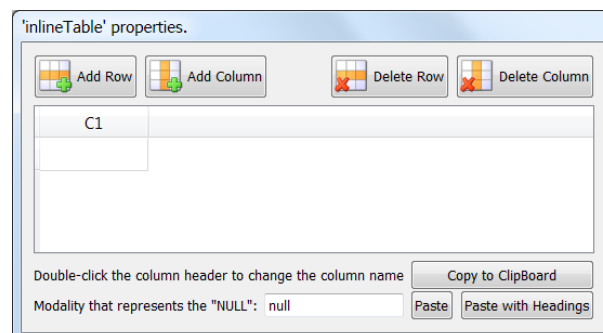 'inlineTable' properties.
Add Row Add Column Delete Row Delete Column
C1
Double-click the column header to change the column name Copy to ClipBoard
Modality that represents the "NULL": null Paste Paste with Headings